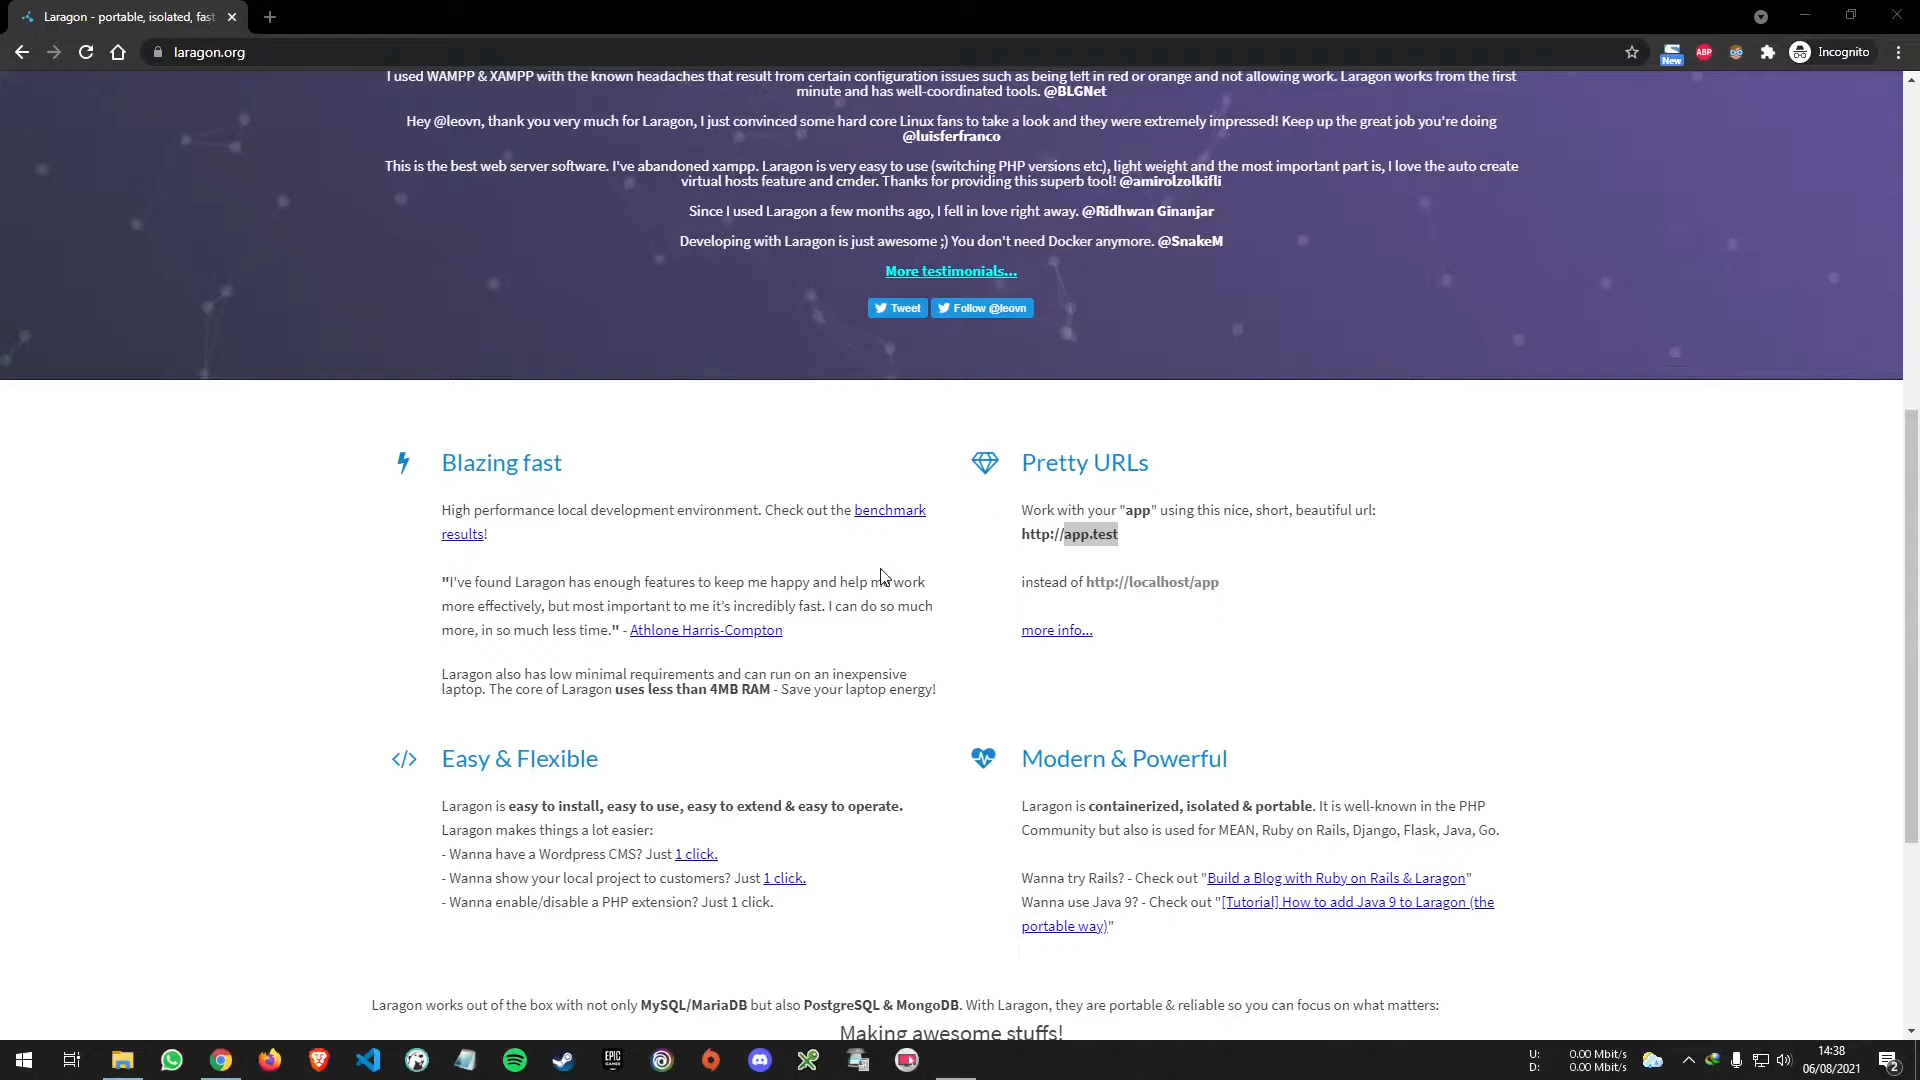 Laragon - portable, isolated, fast
laragon.org
New
ABP
Incognito
I used WAMPP & XAMPP with the known headaches that result from certain configuration issues such as being left in red or orange and not allowing work. Laragon works from the first
minute and has well-coordinated tools. @BLGNet
Hey @leovn, thank you very much for Laragon, I just convinced some hard core Linux fans to take a look and they were extremely impressed! Keep up the great job you're doing
@luisferfranco
This is the best web server software. I've abandoned xampp. Laragon is very easy to use (switching PHP versions etc), light weight and the most important part is, I love the auto create
virtual hosts feature and cmder. Thanks for providing this superb tool! @amirolzolkifli
Since I used Laragon a few months ago, I fell in love right away. @Ridhwan Ginanjar
Developing with Laragon is just awesome ;) You don't need Docker anymore. @SnakeM
More testimonials...
Tweet
Follow @leovn
Blazing fast
High performance local development environment. Check out the benchmark
results!
"I've found Laragon has enough features to keep me happy and help me work
more effectively, but most important to me it's incredibly fast. I can do so much
more, in so much less time." - Athlone Harris-Compton
Laragon also has low minimal requirements and can run on an inexpensive
laptop. The core of Laragon uses less than 4MB RAM - Save your laptop energy!
Pretty URLs
Work with your "app" using this nice, short, beautiful url:
http://app.test
instead of http://localhost/app
more info...
Easy & Flexible
Laragon is easy to install, easy to use, easy to extend & easy to operate.
Laragon makes things a lot easier:
- Wanna have a Wordpress CMS? Just 1 click.
- Wanna show your local project to customers? Just 1 click.
- Wanna enable/disable a PHP extension? Just 1 click.
Modern & Powerful
Laragon is containerized, isolated & portable. It is well-known in the PHP
Community but also is used for MEAN, Ruby on Rails, Django, Flask, Java, Go.
Wanna try Rails? - Check out "Build a Blog with Ruby on Rails & Laragon"
Wanna use Java 9? - Check out "[Tutorial] How to add Java 9 to Laragon (the
portable way)"
Laragon works out of the box with not only MySQL/MariaDB but also PostgreSQL & MongoDB. With Laragon, they are portable & reliable so you can focus on what matters:
Making awesome stuffs!
EPIC
GAMES
U: 0.00 Mbit/s
D: 0.00 Mbit/s
14:38
06/08/2021
2